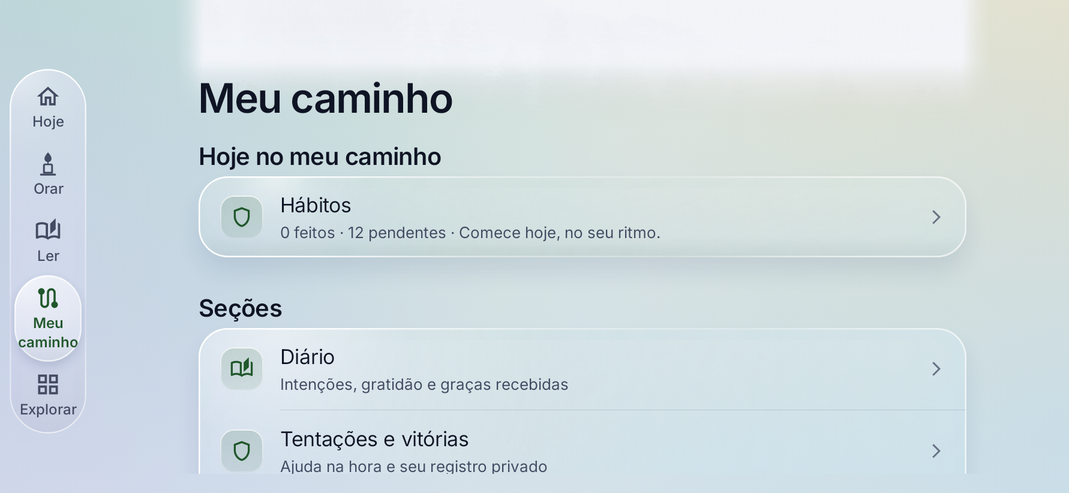 Meu caminho
Hoje no meu caminho
Hábitos
0 feitos · 12 pendentes · Comece hoje, no seu ritmo.
Seções
Diário
Intenções, gratidão e graças recebidas
Tentações e vitórias
Ajuda na hora e seu registro privado
Hoje
Orar
Ler
Meu
caminho
Explorar